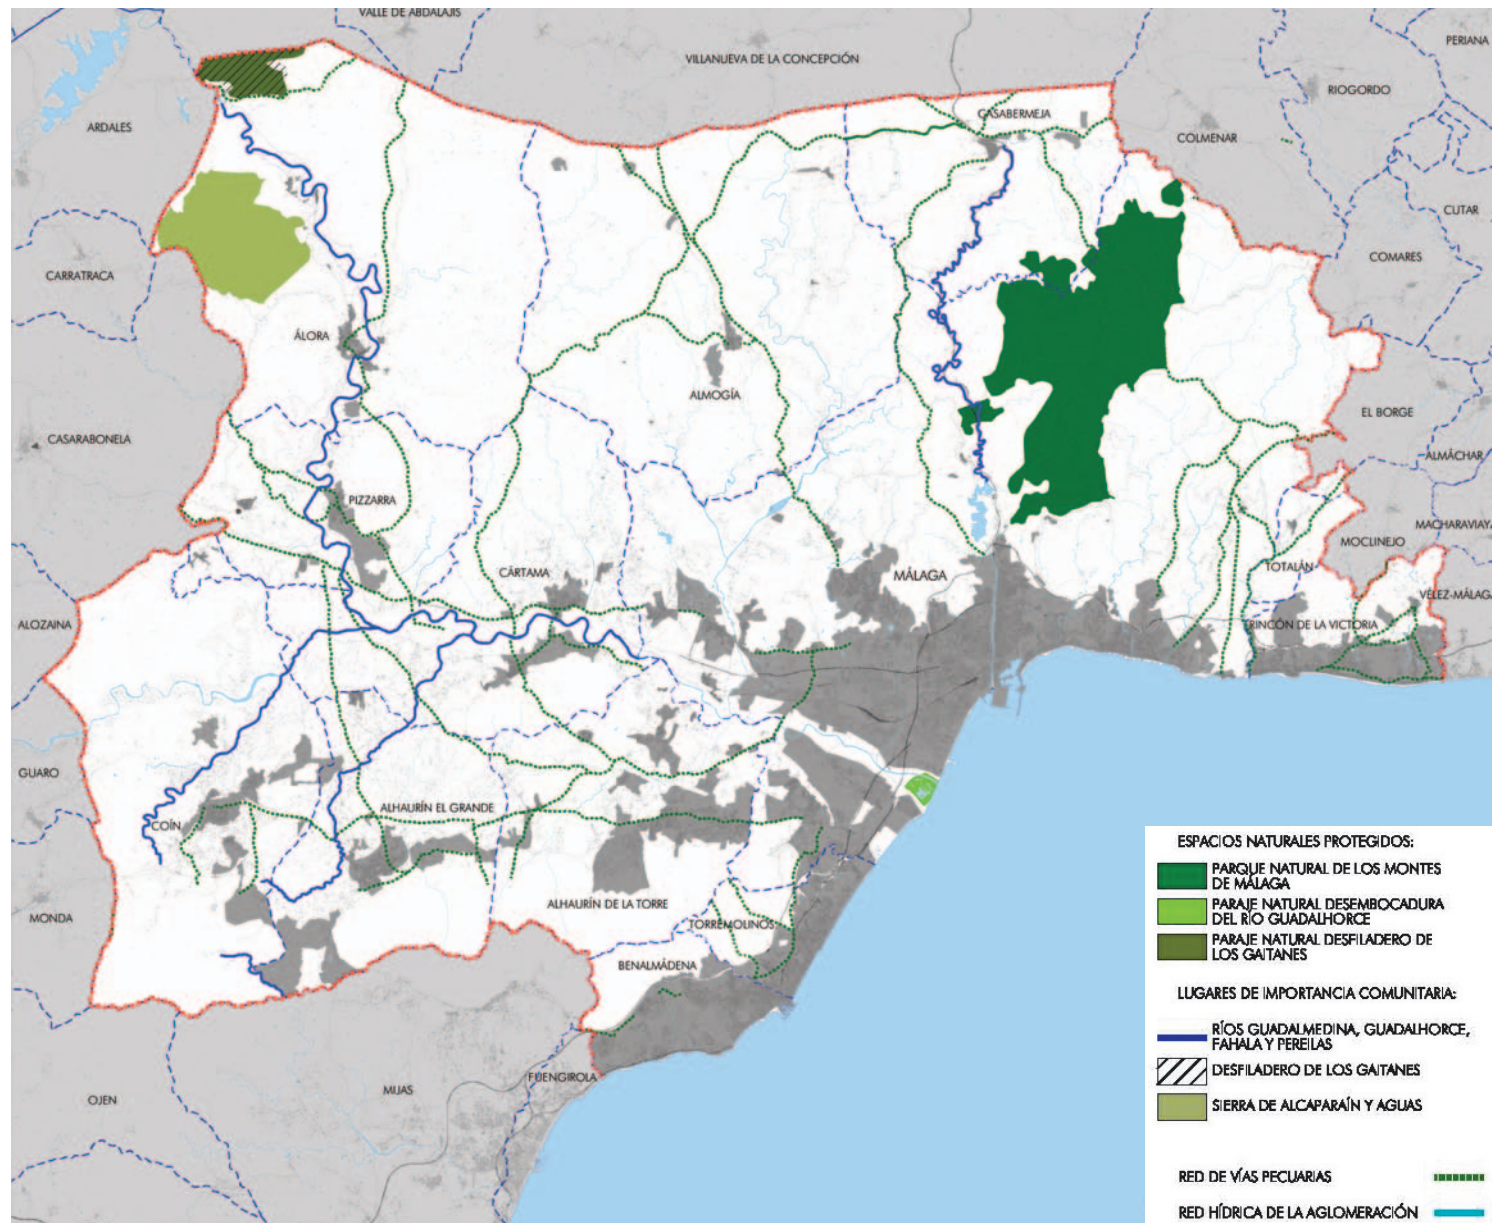 VALLE DE ABDALAJIS
PERIANA
VILLANUEVA DE LA CONCEPCIÓN
RIOGORDO
ARDALES
CASABERMEJA
COLMENAR
CUTAR
COMARES
CARRATRACA
ÁLORA
ALMOGÍA
EL BORGE
CASARABONELA
ALMÁCHAR
PIZZARRA
MACHARAVIAYA
MOCLINEJO
CÁRTAMA
MÁLAGA
TOTALÁN
VÉLEZ-MÁLAGA
ALOZAINA
RINCÓN DE LA VICTORIA
GUARO
ALHAURÍN EL GRANDE
COÍN
MONDA
ALHAURÍN DE LA TORRE
TORREMOLINOS
BENALMÁDENA
FUENGIROLA
MIJAS
OJEN
ESPACIOS NATURALES PROTEGIDOS:
PARQUE NATURAL DE LOS MONTES
DE MÁLAGA
PARAJE NATURAL DESEMBOCADURA
DEL RÍO GUADALHORCE
PARAJE NATURAL DESFILADERO DE
LOS GAITANES
LUGARES DE IMPORTANCIA COMUNITARIA:
RÍOS GUADALMEDINA, GUADALHORCE,
FAHALA Y PEREILAS
DESFILADERO DE LOS GAITANES
SIERRA DE ALCAPARAÍN Y AGUAS
RED DE VÍAS PECUARIAS
RED HÍDRICA DE LA AGLOMERACIÓN